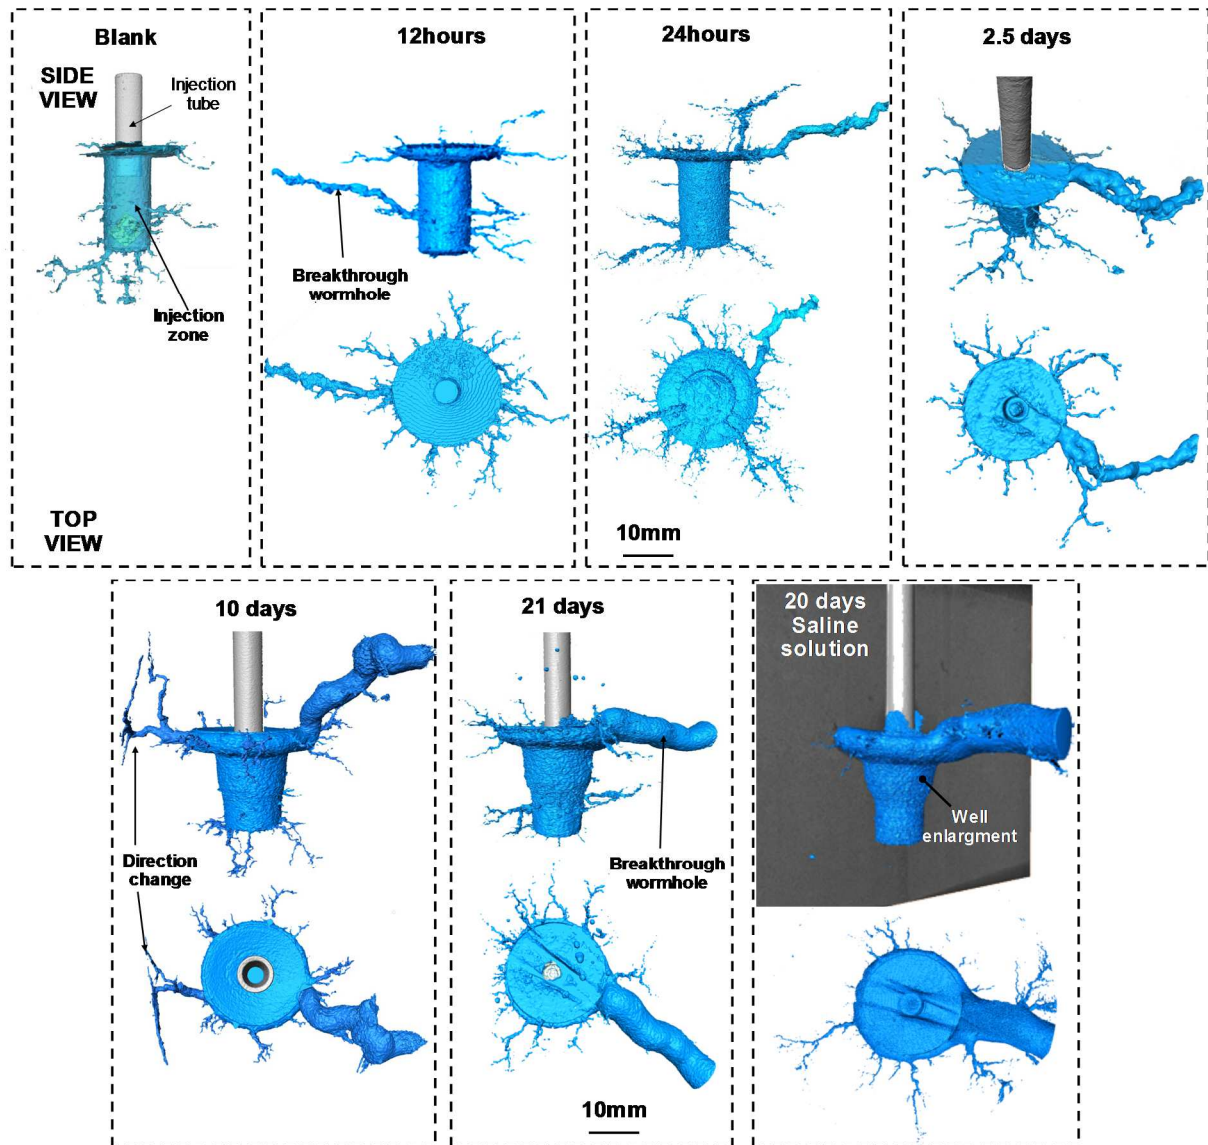 Blank
SIDE
VIEW
Injection
tube
Injection
zone
TOP
VIEW
12hours
Breakthrough
wormhole
24hours
10mm
2.5 days
10 days
Direction
change
21 days
Breakthrough
wormhole
10mm
20 days
Saline
solution
Well
enlargment